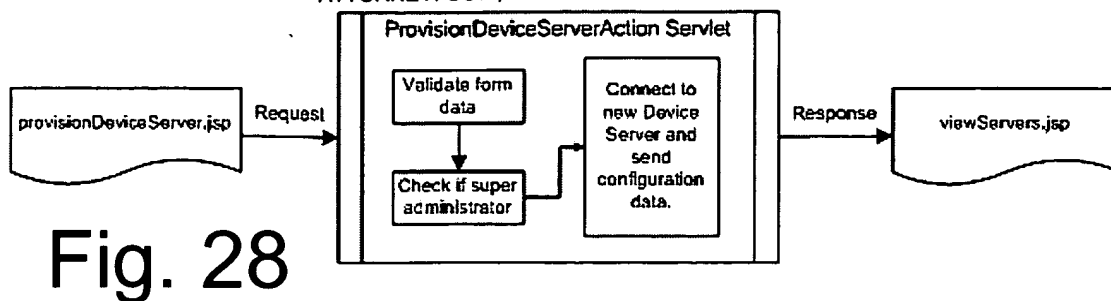 ProvisionDeviceServerAction Servlet
provisionDeviceServer.jsp
Request
Validate form
data
Check if super
administrator
Connect to
new Device
Server and
send
configuration
data.
Response
viewServers.jsp
Fig. 28